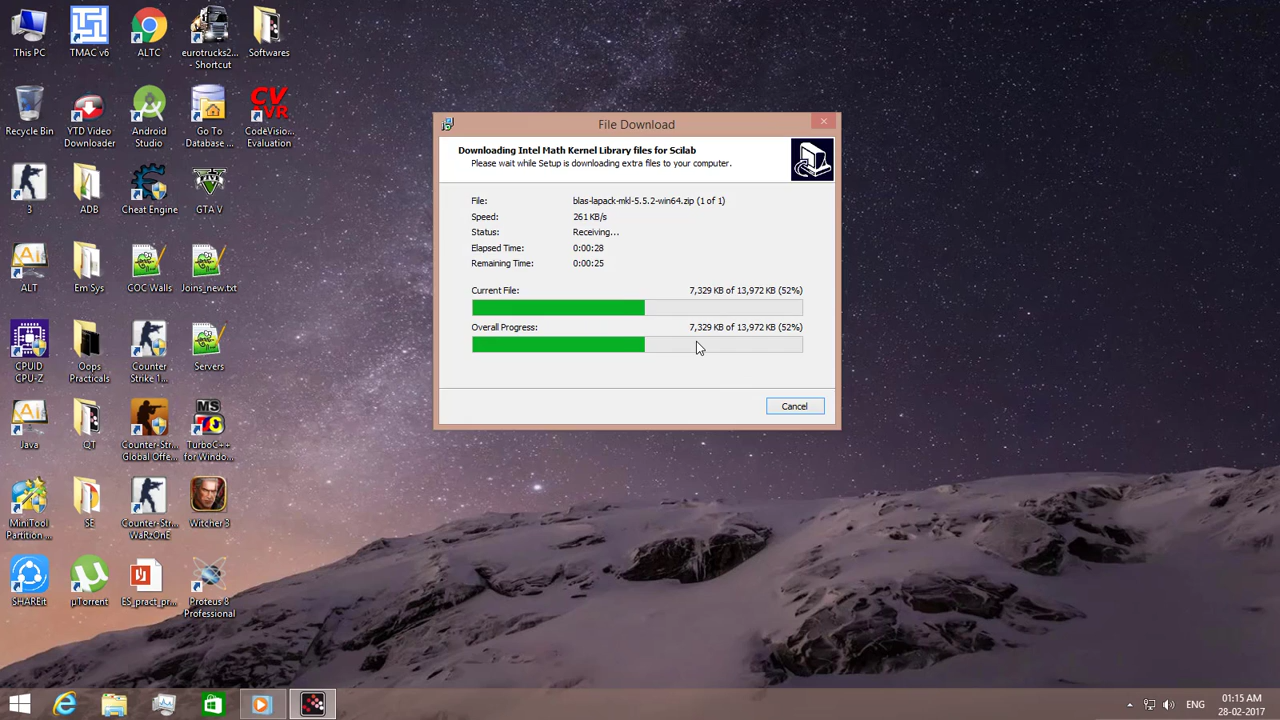 This PC
TMAC v6
ALTC
eurotrucks2...
- Shortcut
Softwares
Recycle Bin
YTD Video
Downloader
Android
Studio
Go To
Database ...
CV
AVR
CodeVision...
Evaluation
3
ADB
Cheat Engine
GTA V
ALT
Em Sys
COC Walls
Joins_new.txt
CPUID
CPU-Z
Oops
Practicals
Counter
Strike 1...
Servers
Java
QT
Counter-Str...
Global Offe...
MS
TurboC++
for Windo...
MiniTool
Partition ...
SE
Counter-Str...
WaRzOnE
Witcher 3
SHAREit
µTorrent
ES_pract_pr...
Proteus 8
Professional
File Download
Downloading Intel Math Kernel Library files for Scilab
Please wait while Setup is downloading extra files to your computer.
File: blas-lapack-mkl-5.5.2-win64.zip (1 of 1)
Speed: 261 KB/s
Status: Receiving...
Elapsed Time: 0:00:28
Remaining Time: 0:00:25
Current File: 7,329 KB of 13,972 KB (52%)
Overall Progress: 7,329 KB of 13,972 KB (52%)
Cancel
ENG
01:15 AM
28-02-2017